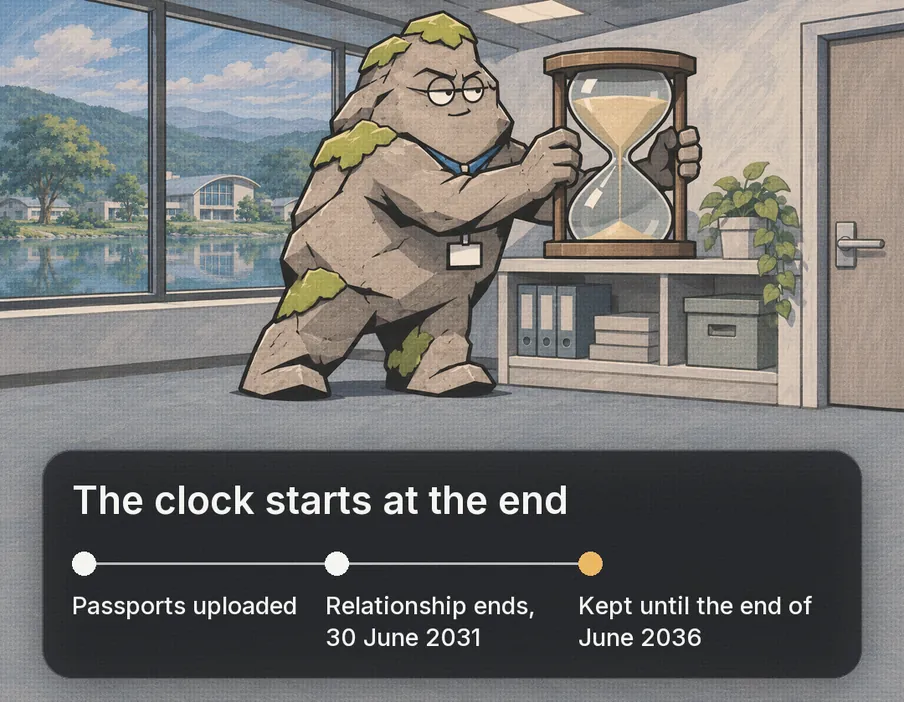 The clock starts at the end
Passports uploaded
Relationship ends,
30 June 2031
Kept until the end of
June 2036